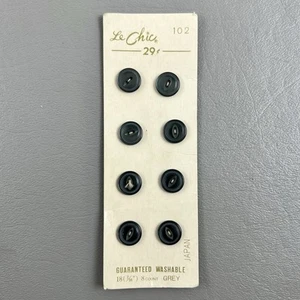 Le Chic
102
29¢
JAPAN
GUARANTEED WASHABLE
GREY